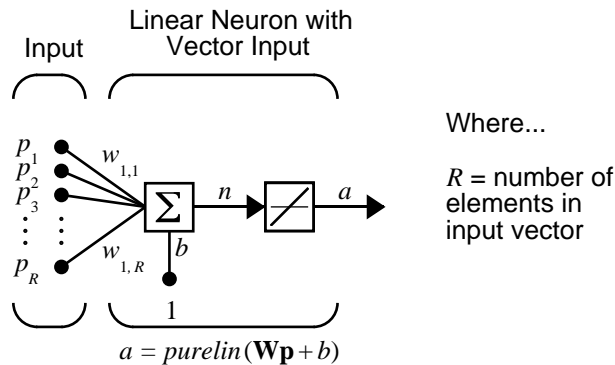 Linear Neuron with
Vector Input
Input
Where...
R = number of
elements in
input vector
p1
p2
p3
pR
w1,1
w1, R
Σ
n
a
b
1
a = purelin(Wp + b)